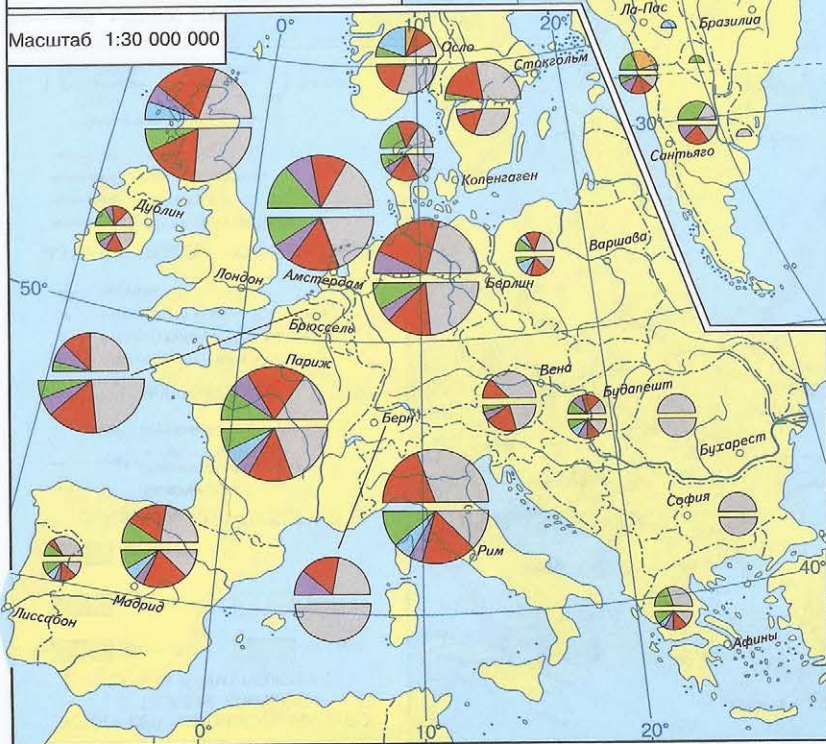 Масштаб 1:30 000 000
0°
20°
Ла-Пас
Бразилиа
Осло
Стокгольм
30°
Сантьяго
Копенгаген
Дублин
Варшава
Лондон
Амстердам
Берлин
50°
Брюссель
Париж
Вена
Будапешт
Берн
Бухарест
София
Рим
40°
Мадрид
Лиссабон
Афины
0°
10°
20°